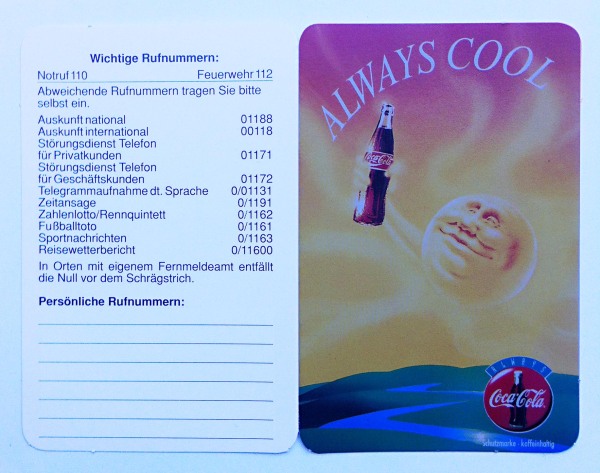 Wichtige Rufnummern:
Notruf 110 Feuerwehr 112
Abweichende Rufnummern tragen Sie bitte
selbst ein.
Auskunft national 01188
Auskunft international 00118
Störungsdienst Telefon
für Privatkunden 01171
Störungsdienst Telefon
für Geschäftskunden 01172
Telegrammaufnahme dt. Sprache 0/01131
Zeitansage 0/1191
Zahlenlotto/Rennquintett 0/1162
Fußballtoto 0/1161
Sportnachrichten 0/1163
Reisewetterbericht 0/11600
In Orten mit eigenem Fernmeldeamt entfällt
die Null vor dem Schrägstrich.
Persönliche Rufnummern:
ALWAYS COOL
Coca-Cola
ALWAYS
Coca-Cola
Schutzmarke · koffeinhaltig